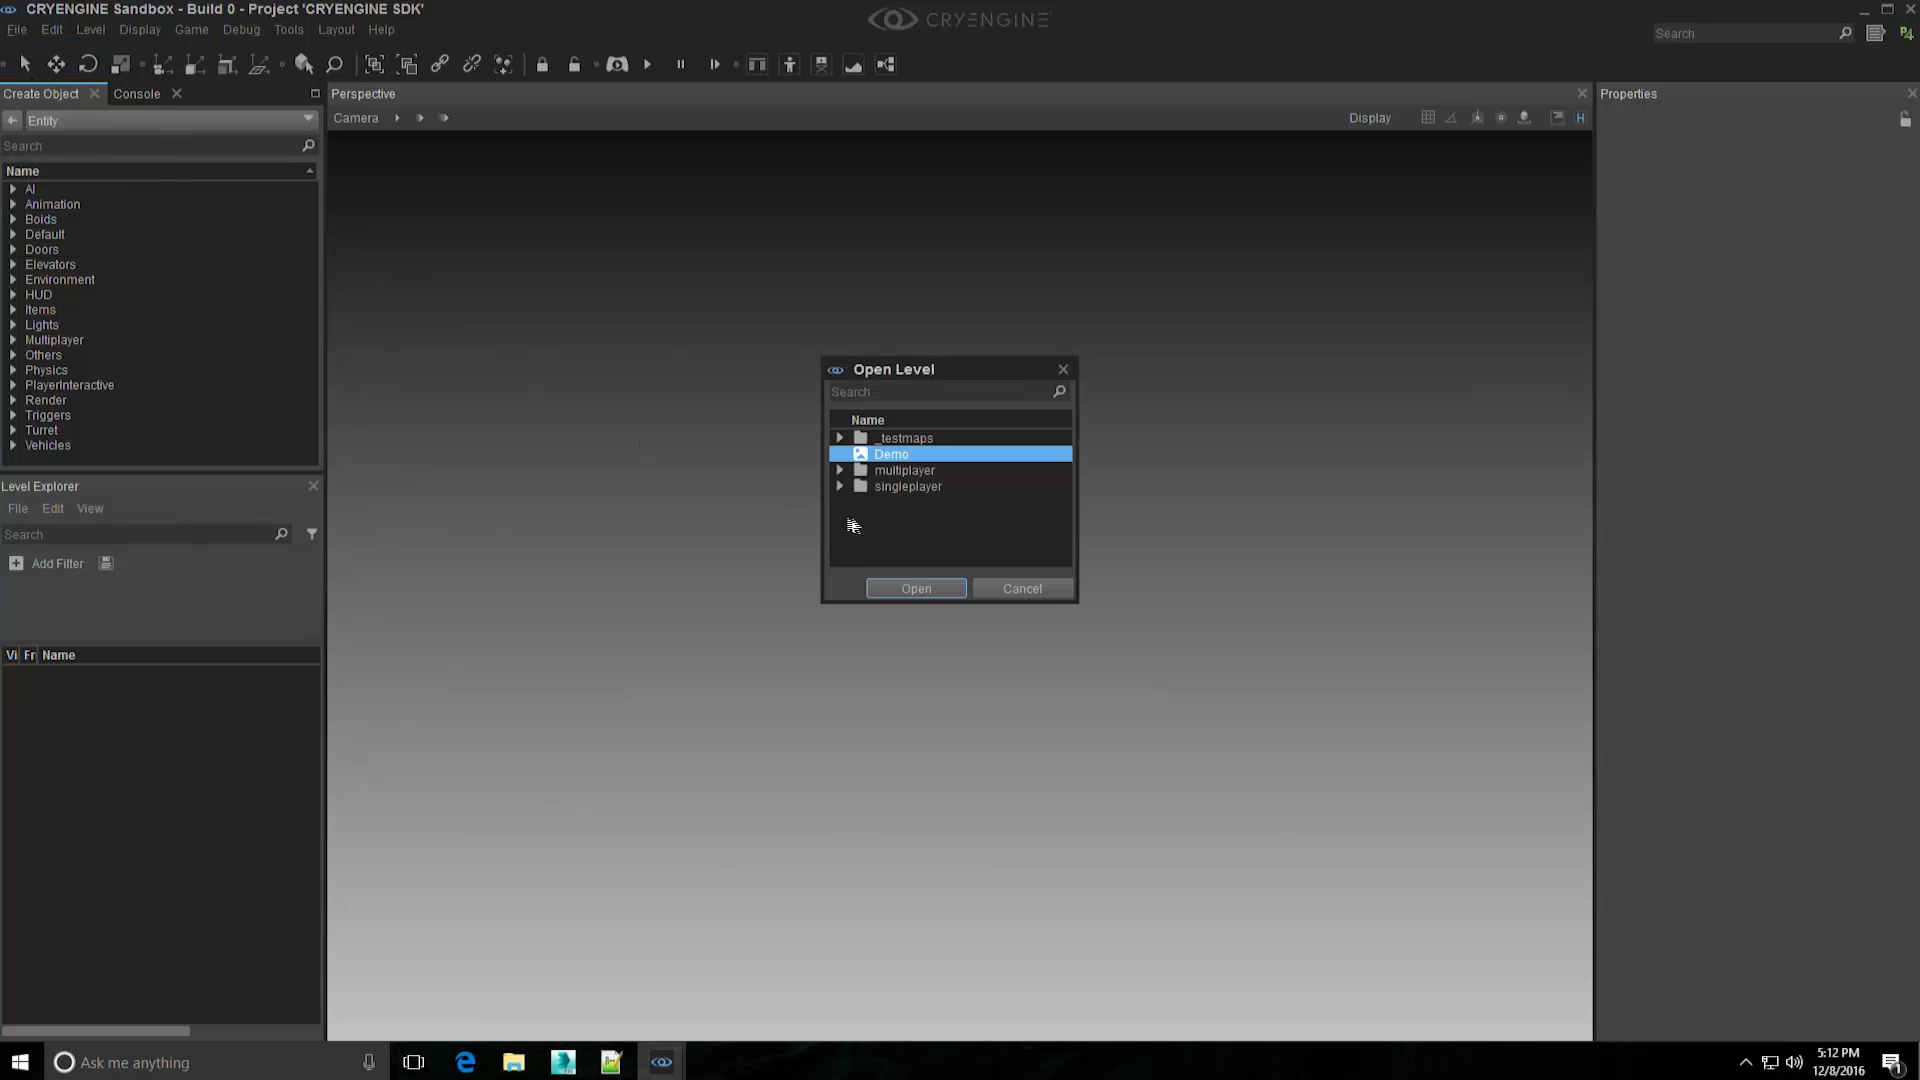 CRYENGINE Sandbox - Build 0 - Project 'CRYENGINE SDK'
CRYENGINE
File Edit Level Display Game Debug Tools Layout Help
Search
P4
Create Object
Console
Perspective
Properties
Entity
Camera
Display
H
Search
Name
AI
Animation
Boids
Default
Doors
Elevators
Environment
HUD
Items
Lights
Multiplayer
Others
Physics
PlayerInteractive
Render
Triggers
Turret
Vehicles
Open Level
Search
Name
_testmaps
Demo
multiplayer
singleplayer
Open
Cancel
Level Explorer
File Edit View
Search
Add Filter
Vi Fr Name
Ask me anything
5:12 PM
12/8/2016
1